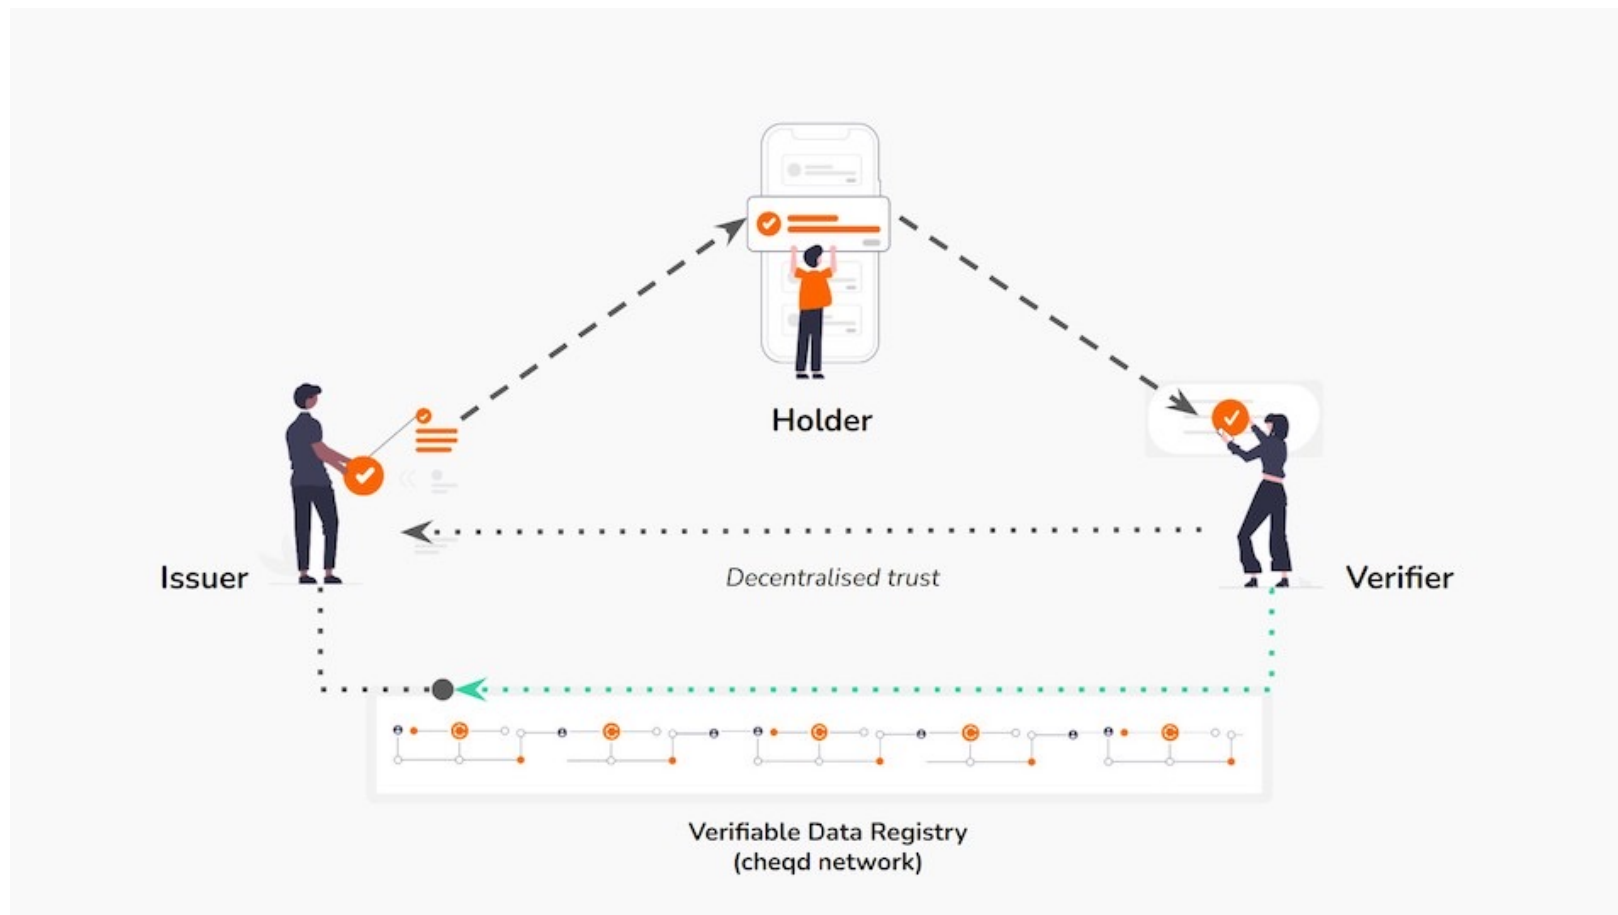 Holder
Issuer
Decentralised trust
Verifier
Verifiable Data Registry
(cheqd network)